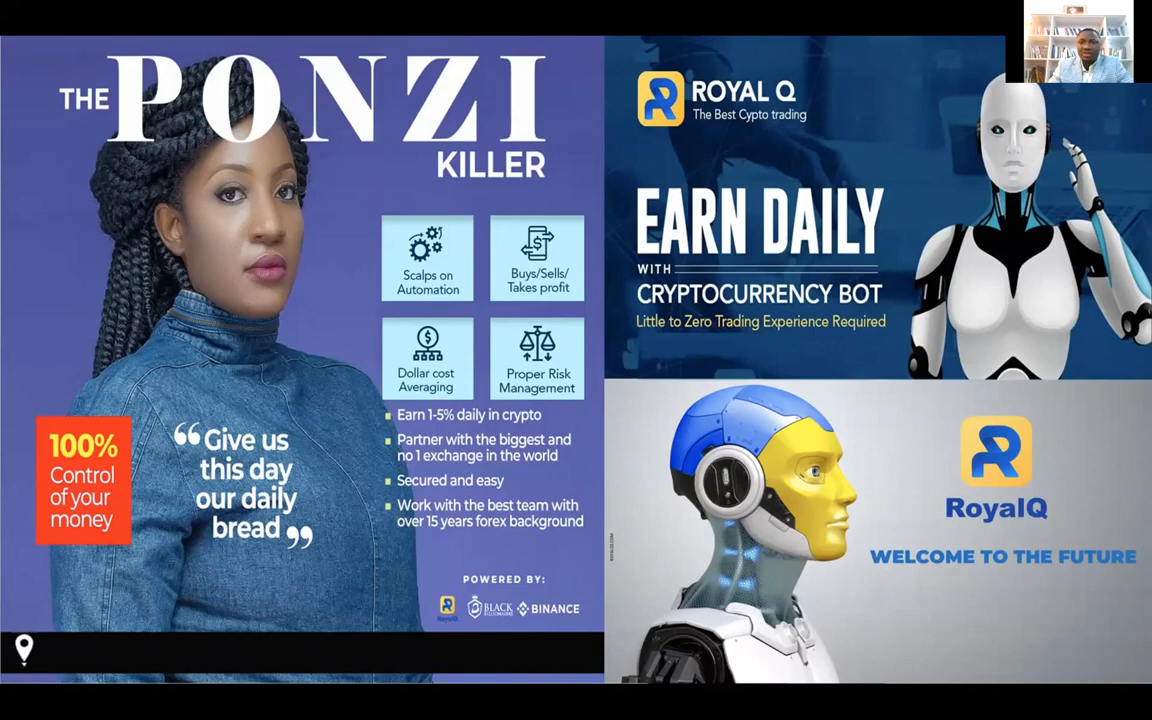 THE PONZI
KILLER
Scalps on
Automation
Buys/Sells/
Takes profit
Dollar cost
Averaging
Proper Risk
Management
Earn 1-5% daily in crypto
Partner with the biggest and
no 1 exchange in the world
Secured and easy
Work with the best team with
over 15 years forex background
100%
Control
of your
money
“Give us
this day
our daily
bread”
POWERED BY:
RoyalQ
BLACK
BINANCE
ROYAL Q
The Best Cypto trading
EARN DAILY
WITH
CRYPTOCURRENCY BOT
Little to Zero Trading Experience Required
RoyalQ
WELCOME TO THE FUTURE